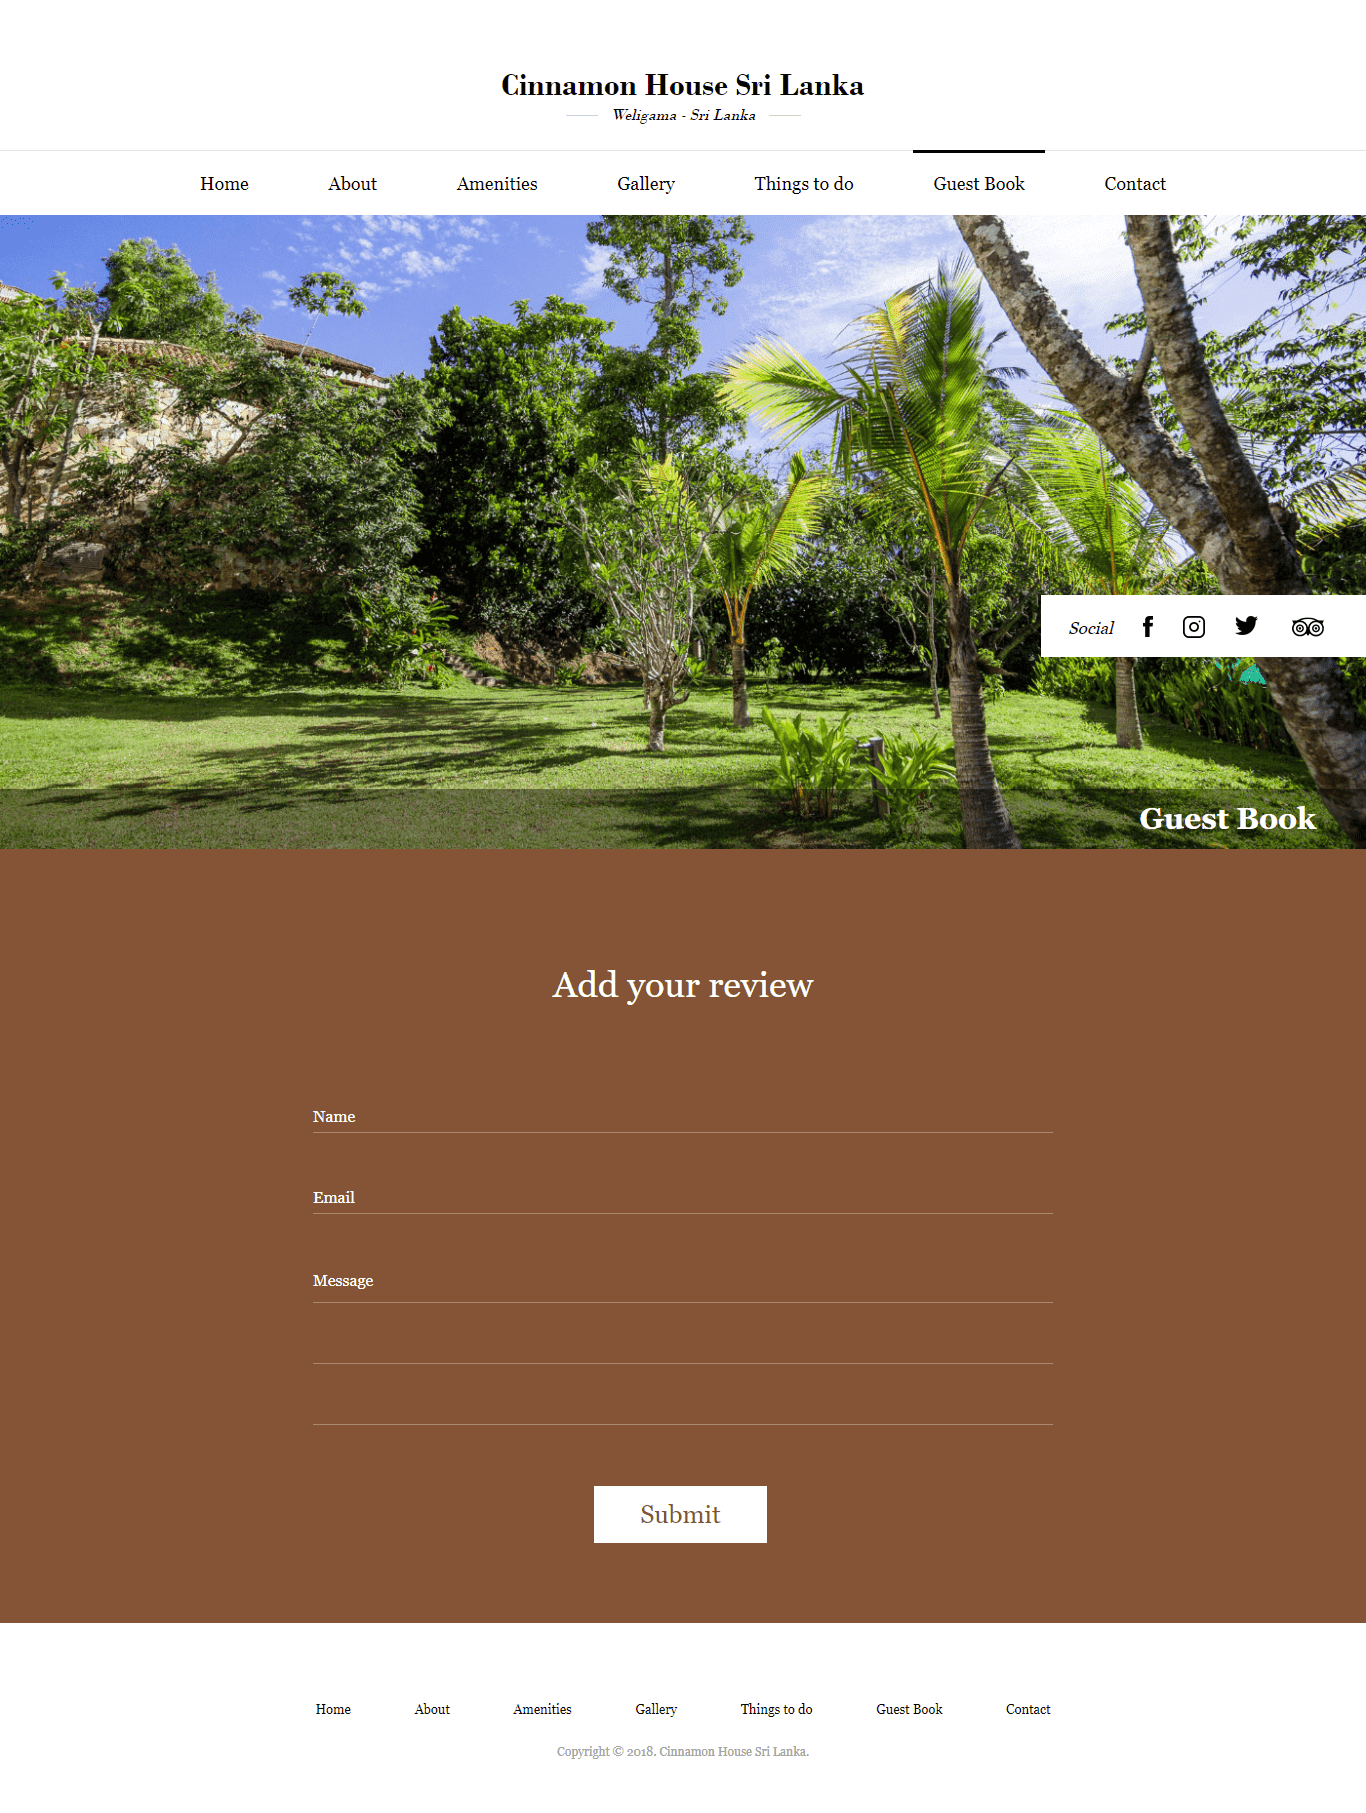 Cinnamon House Sri Lanka
Weligama - Sri Lanka
Home About Amenities Gallery Things to do Guest Book Contact
Social
Guest Book
Add your review
Name
Email
Message
Submit
Home About Amenities Gallery Things to do Guest Book Contact
Copyright © 2018. Cinnamon House Sri Lanka.